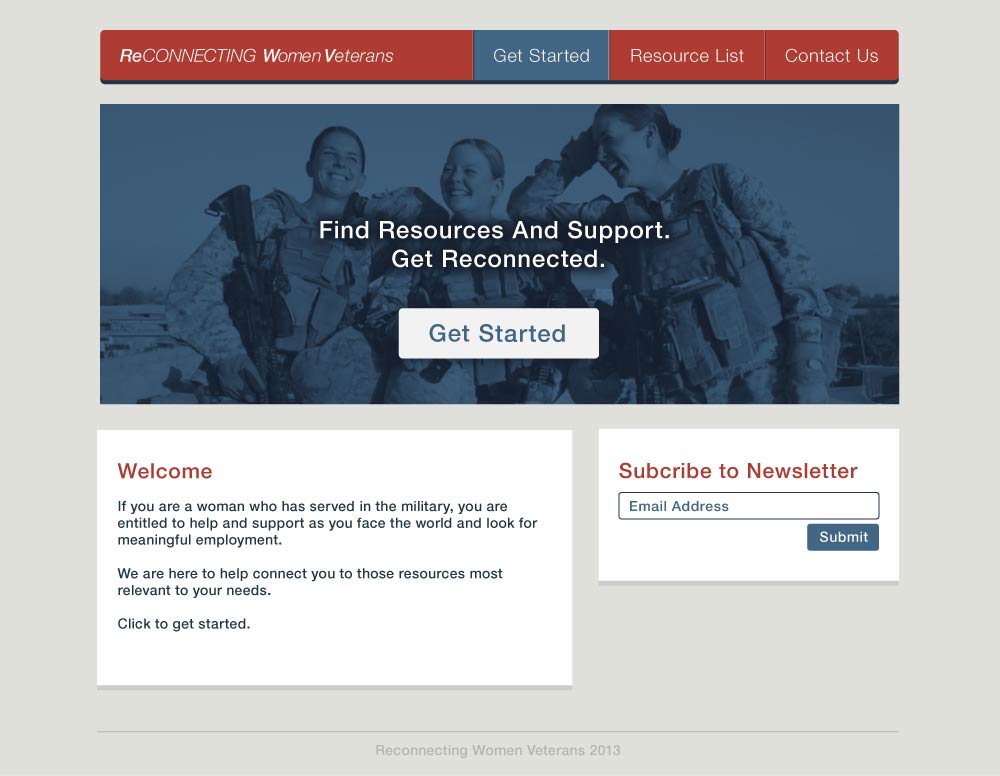 ReCONNECTING Women Veterans
Get Started
Resource List
Contact Us
Find Resources And Support.
Get Reconnected.
Get Started
Welcome
If you are a woman who has served in the military, you are
entitled to help and support as you face the world and look for
meaningful employment.
We are here to help connect you to those resources most
relevant to your needs.
Click to get started.
Subcribe to Newsletter
Email Address
Submit
Reconnecting Women Veterans 2013